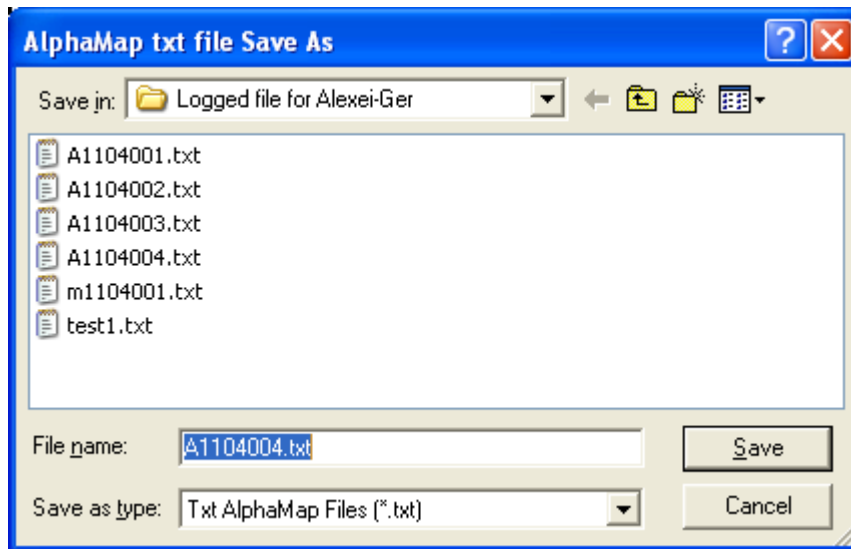 AlphaMap txt file Save As
Save in: Logged file for Alexei-Ger
A1104001.txt
A1104002.txt
A1104003.txt
A1104004.txt
m1104001.txt
test1.txt
File name: A1104004.txt Save
Save as type: Txt AlphaMap Files (*.txt) Cancel